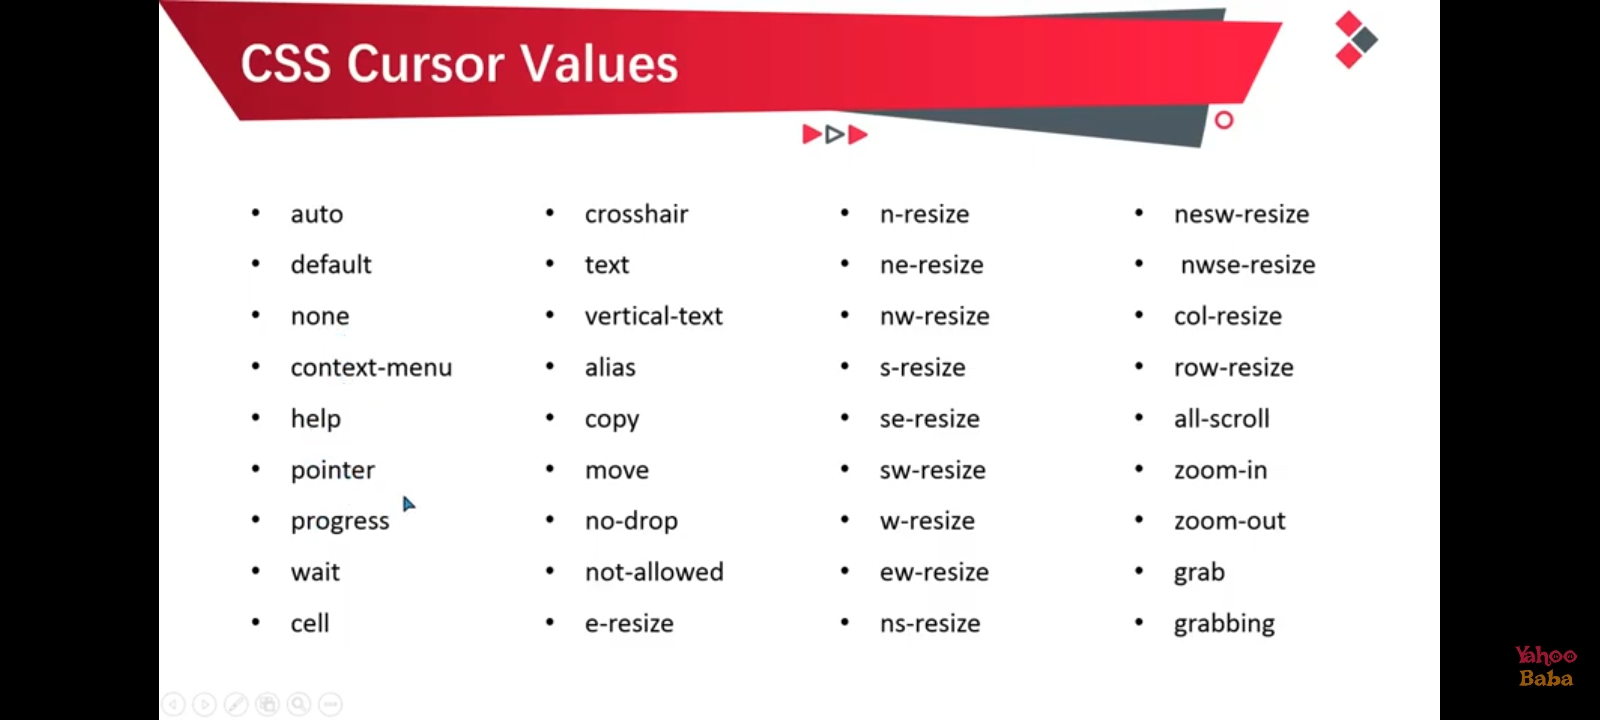 CSS Cursor Values
• auto
• default
• none
• context-menu
• help
• pointer
• progress
• wait
• cell
• crosshair
• text
• vertical-text
• alias
• copy
• move
• no-drop
• not-allowed
• e-resize
• n-resize
• ne-resize
• nw-resize
• s-resize
• se-resize
• sw-resize
• w-resize
• ew-resize
• ns-resize
• nesw-resize
• nwse-resize
• col-resize
• row-resize
• all-scroll
• zoom-in
• zoom-out
• grab
• grabbing
Yahoo
Baba